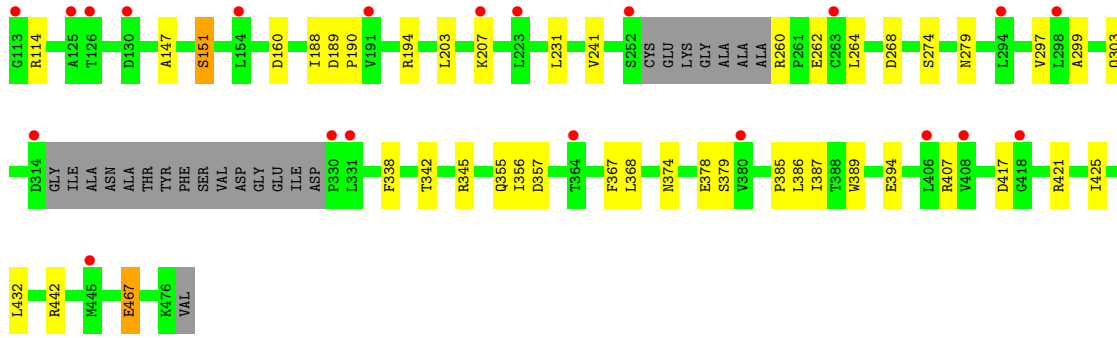 G113 R114 A125 T126 D130 A147 S151 L154 D160 I188 D189 P190 V191 R194 L203 K207 L223 L231 V241 S252 CYS GLU LYS GLY ALA ALA ALA R260 P261 E262 C263 L264 D268 S274 N279 L294 V297 L298 A299
D314 GLY ILE ALA ASN ALA THR TYR PHE SER VAL ASP GLY GLU ILE ASP P330 L331 F338 T342 R345 Q355 I356 D357 T364 F367 L368 N374 E378 S379 V380 P385 L386 I387 T388 W389 E394 L406 R407 V408 D417 G418 R421 I425
L432 R442 M445 E467 K476 VAL